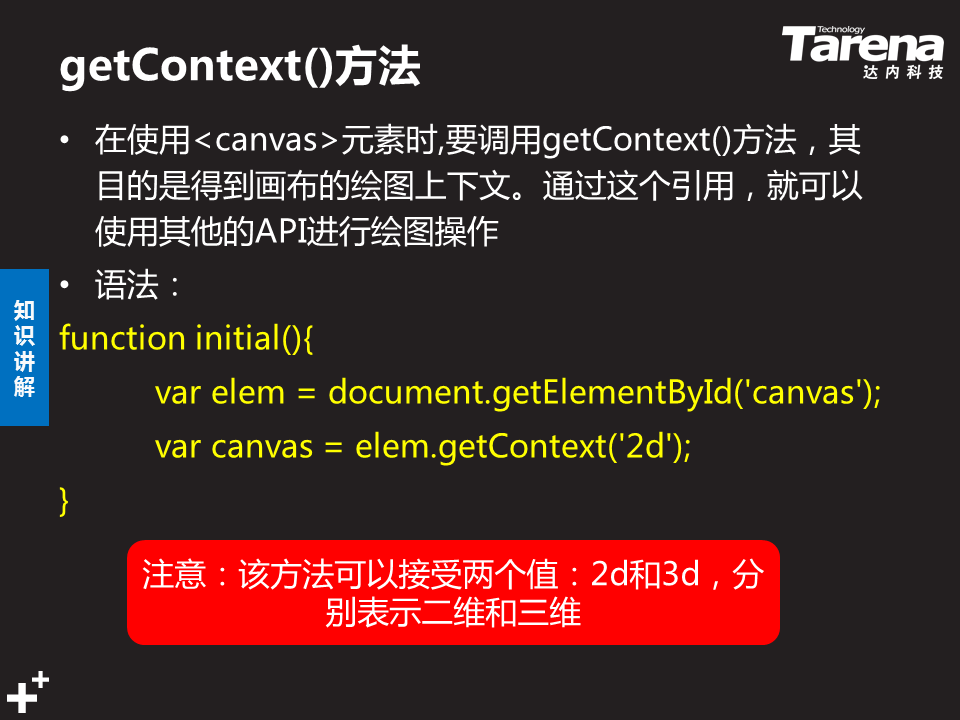 getContext()方法
Technology
Tarena
达内科技
• 在使用<canvas>元素时,要调用getContext()方法，其
目的是得到画布的绘图上下文。通过这个引用，就可以
使用其他的API进行绘图操作
• 语法：
知识讲解
function initial(){
var elem = document.getElementById('canvas');
var canvas = elem.getContext('2d');
}
注意：该方法可以接受两个值：2d和3d，分
别表示二维和三维